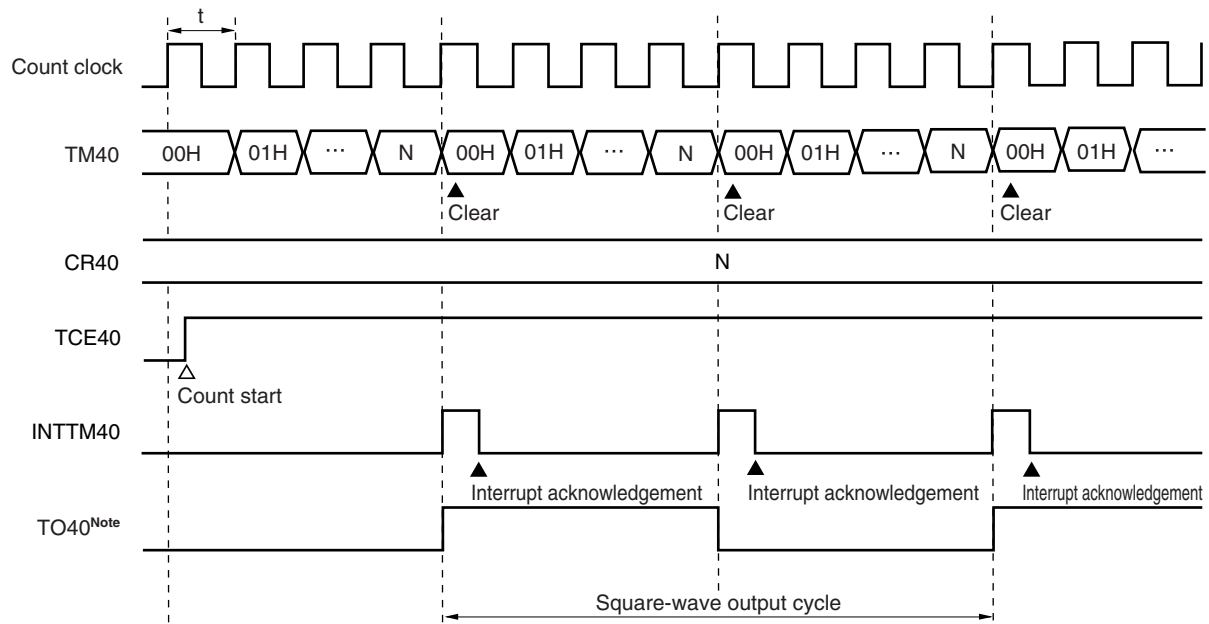 t
Count clock
TM40 00H 01H ... N 00H 01H ... N 00H 01H ... N 00H 01H ...
Clear Clear Clear
CR40 N
TCE40
Count start
INTTM40
Interrupt acknowledgement Interrupt acknowledgement Interrupt acknowledgement
TO40Note
Square-wave output cycle